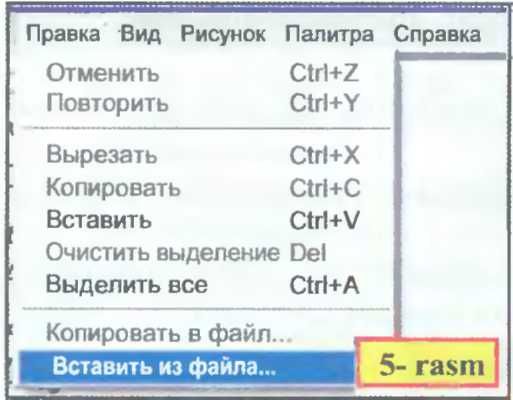 Правка Вид Рисунок Палитра Справка
Отменить Ctrl+Z
Повторить Ctrl+Y
Вырезать Ctrl+X
Копировать Ctrl+C
Вставить Ctrl+V
Очистить выделение Del
Выделить все Ctrl+A
Копировать в файл...
Вставить из файла...
5- rasm